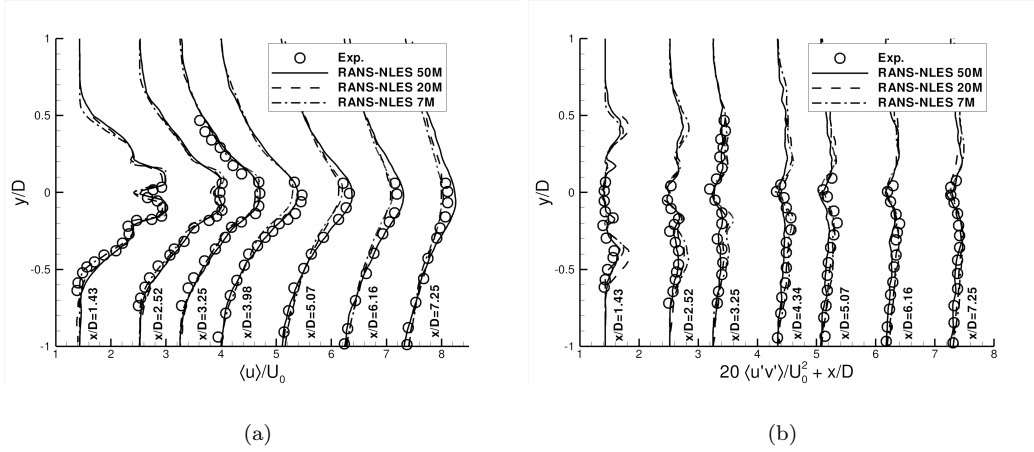 Exp.
RANS-NLES 50M
RANS-NLES 20M
RANS-NLES 7M
y/D
1
0.5
0
-0.5
-1
x/D=1.43
x/D=2.52
x/D=3.25
x/D=3.98
x/D=5.07
x/D=6.16
x/D=7.25
1 2 3 4 5 6 7 8
⟨u⟩/U₀
(a)
Exp.
RANS-NLES 50M
RANS-NLES 20M
RANS-NLES 7M
y/D
1
0.5
0
-0.5
-1
x/D=1.43
x/D=2.52
x/D=3.25
x/D=4.34
x/D=5.07
x/D=6.16
x/D=7.25
1 2 3 4 5 6 7 8
20 ⟨u'v'⟩/U₀² + x/D
(b)